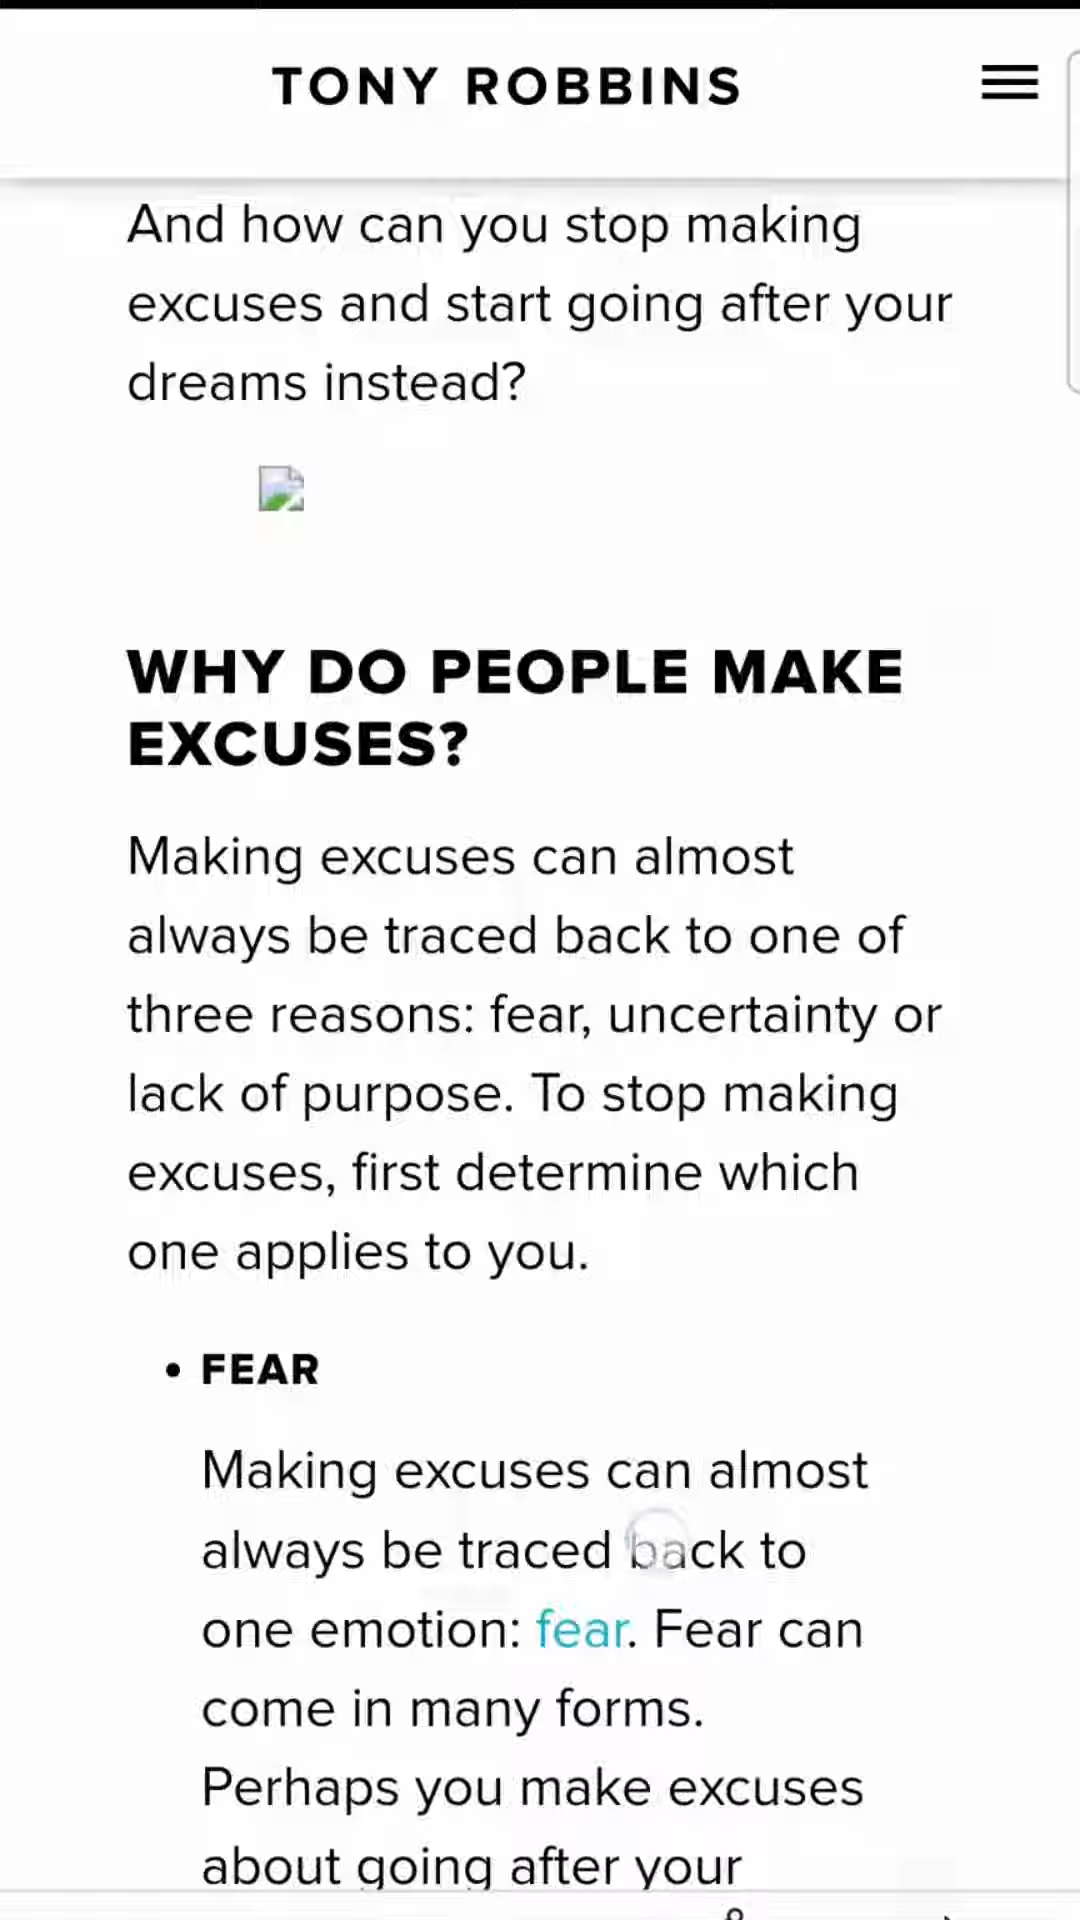 TONY ROBBINS
And how can you stop making
excuses and start going after your
dreams instead?
WHY DO PEOPLE MAKE
EXCUSES?
Making excuses can almost
always be traced back to one of
three reasons: fear, uncertainty or
lack of purpose. To stop making
excuses, first determine which
one applies to you.
• FEAR
Making excuses can almost
always be traced back to
one emotion: fear. Fear can
come in many forms.
Perhaps you make excuses
about going after your